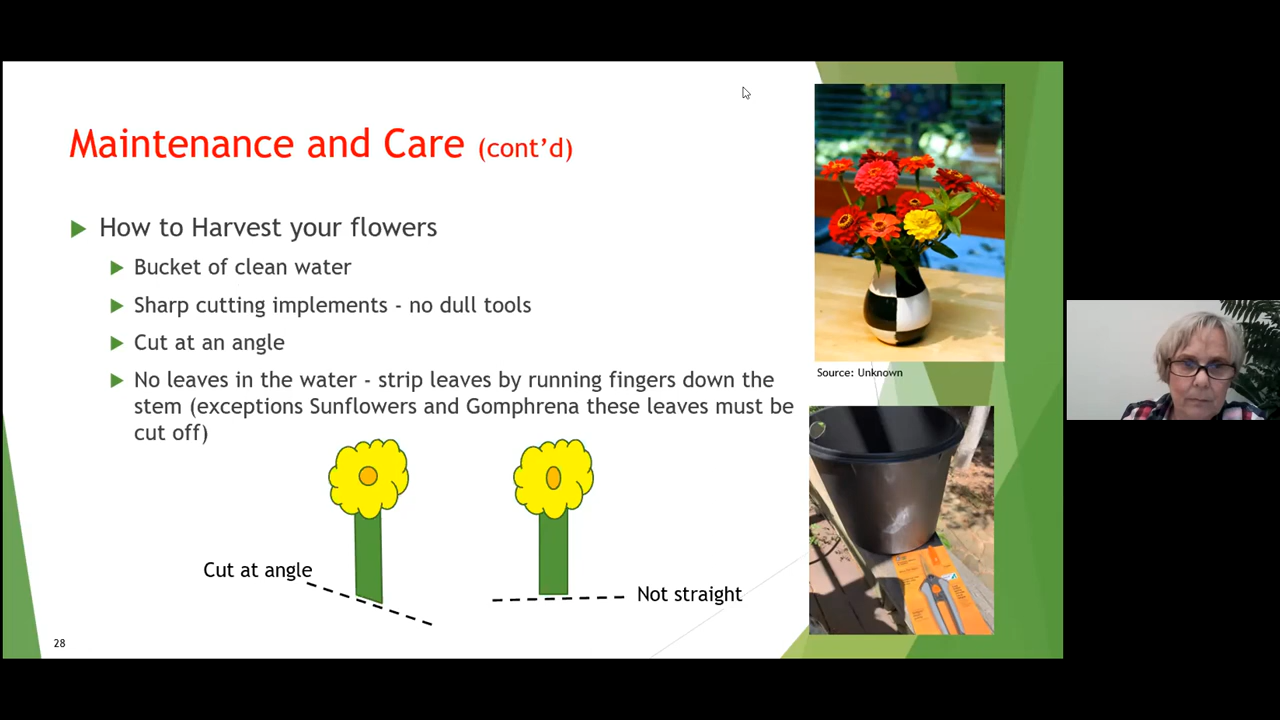 Maintenance and Care (cont’d)
How to Harvest your flowers
Bucket of clean water
Sharp cutting implements - no dull tools
Cut at an angle
No leaves in the water - strip leaves by running fingers down the
stem (exceptions Sunflowers and Gomphrena these leaves must be
cut off)
Cut at angle
Not straight
Source: Unknown
28